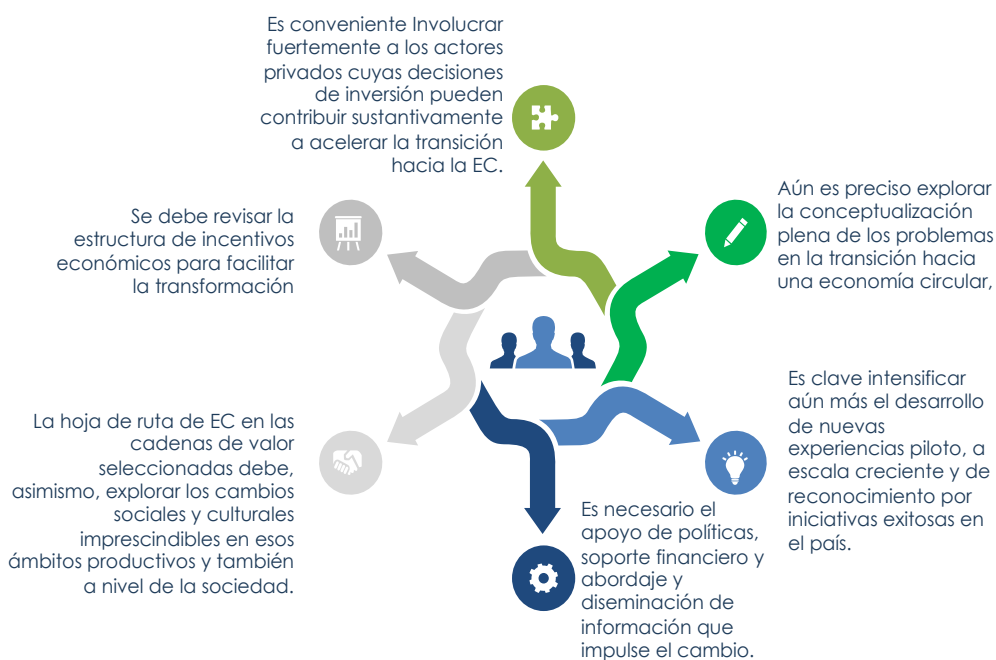 Es conveniente Involucrar
fuertemente a los actores
privados cuyas decisiones
de inversión pueden
contribuir sustantivamente
a acelerar la transición
hacia la EC.
Aún es preciso explorar
la conceptualización
plena de los problemas
en la transición hacia
una economía circular,
Se debe revisar la
estructura de incentivos
económicos para facilitar
la transformación
Es clave intensificar
aún más el desarrollo
de nuevas
experiencias piloto, a
escala creciente y de
reconocimiento por
iniciativas exitosas en
el país.
La hoja de ruta de EC en las
cadenas de valor
seleccionadas debe,
asimismo, explorar los cambios
sociales y culturales
imprescindibles en esos
ámbitos productivos y también
a nivel de la sociedad.
Es necesario el
apoyo de políticas,
soporte financiero y
abordaje y
diseminación de
información que
impulse el cambio.